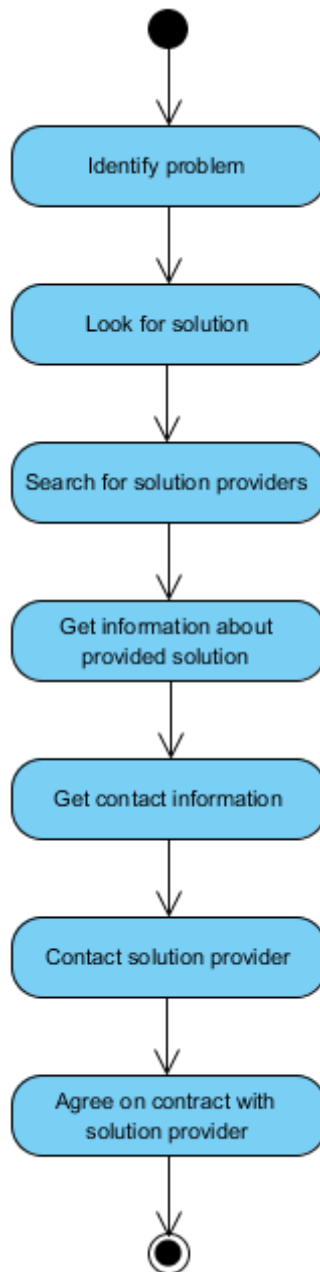 Identify problem
Look for solution
Search for solution providers
Get information about
provided solution
Get contact information
Contact solution provider
Agree on contract with
solution provider